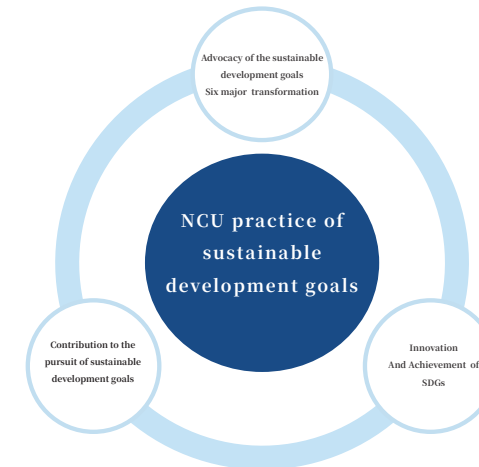 Advocacy of the sustainable
development goals
Six major transformation
NCU practice of
sustainable
development goals
Contribution to the
pursuit of sustainable
development goals
Innovation
And Achievement of
SDGs